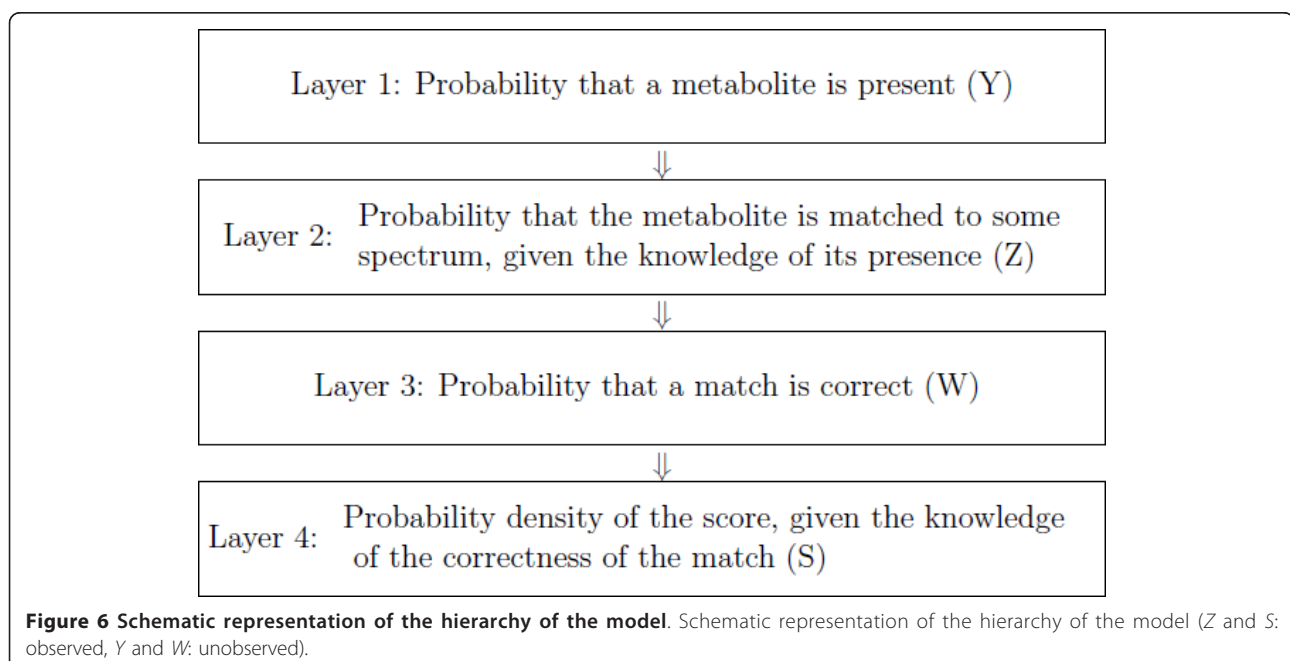 Layer 1: Probability that a metabolite is present (Y)
⇓
Layer 2: Probability that the metabolite is matched to some
spectrum, given the knowledge of its presence (Z)
⇓
Layer 3: Probability that a match is correct (W)
⇓
Layer 4: Probability density of the score, given the knowledge
of the correctness of the match (S)
Figure 6 Schematic representation of the hierarchy of the model. Schematic representation of the hierarchy of the model (Z and S:
observed, Y and W: unobserved).